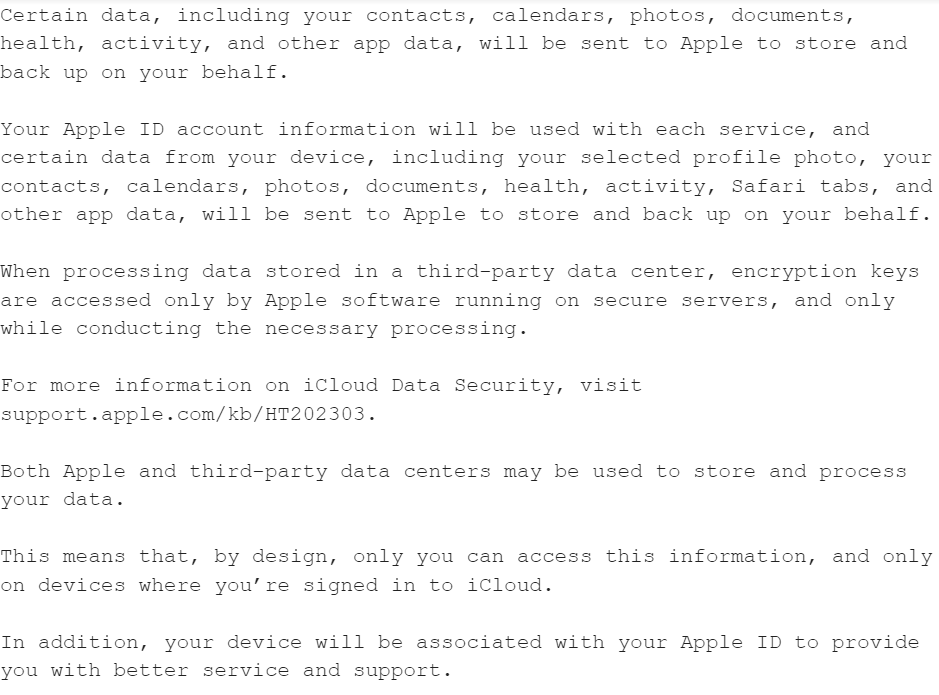 Certain data, including your contacts, calendars, photos, documents,
health, activity, and other app data, will be sent to Apple to store and
back up on your behalf.
Your Apple ID account information will be used with each service, and
certain data from your device, including your selected profile photo, your
contacts, calendars, photos, documents, health, activity, Safari tabs, and
other app data, will be sent to Apple to store and back up on your behalf.
When processing data stored in a third-party data center, encryption keys
are accessed only by Apple software running on secure servers, and only
while conducting the necessary processing.
For more information on iCloud Data Security, visit
support.apple.com/kb/HT202303.
Both Apple and third-party data centers may be used to store and process
your data.
This means that, by design, only you can access this information, and only
on devices where you’re signed in to iCloud.
In addition, your device will be associated with your Apple ID to provide
you with better service and support.